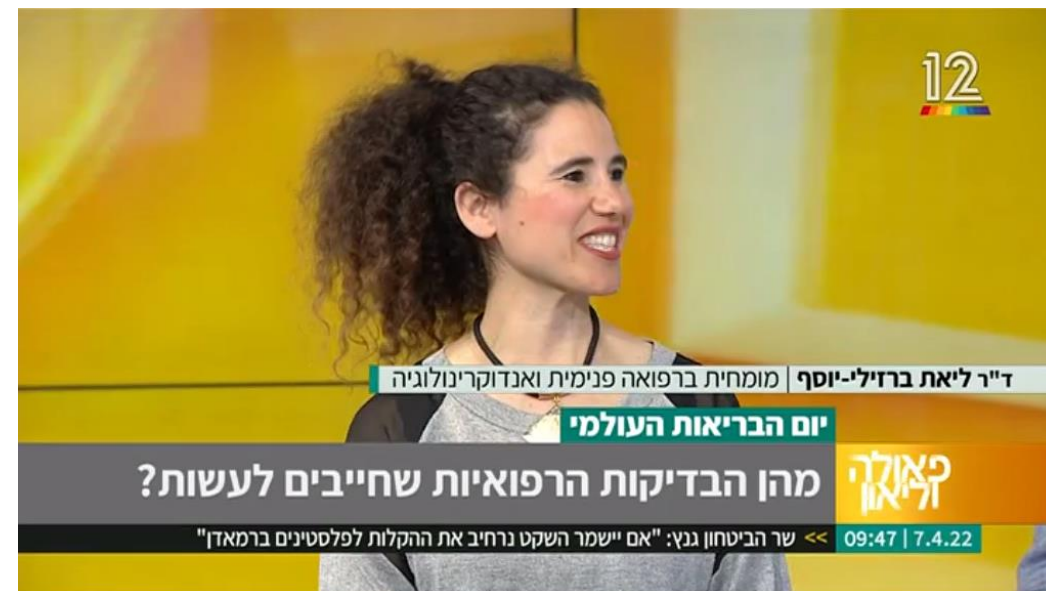 12
ד"ר ליאת ברזילי-יוסף | מומחית ברפואה פנימית ואנדוקרינולוגיה
יום הבריאות העולמי
מהן הבדיקות הרפואיות שחייבים לעשות?
פאולה
וליאון
09:47 | 7.4.22 >> שר הביטחון גנץ: "אם יישמר השקט נרחיב את ההקלות לפלסטינים ברמאדן"